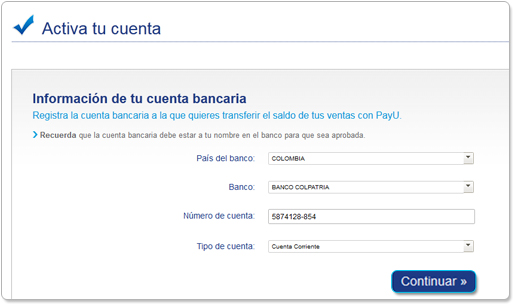 Activa tu cuenta
Información de tu cuenta bancaria
Registra la cuenta bancaria a la que quieres transferir el saldo de tus ventas con PayU.
Recuerda que la cuenta bancaria debe estar a tu nombre en el banco para que sea aprobada.
País del banco: COLOMBIA
Banco: BANCO COLPATRIA
Número de cuenta: 5874128-854
Tipo de cuenta: Cuenta Corriente
Continuar »